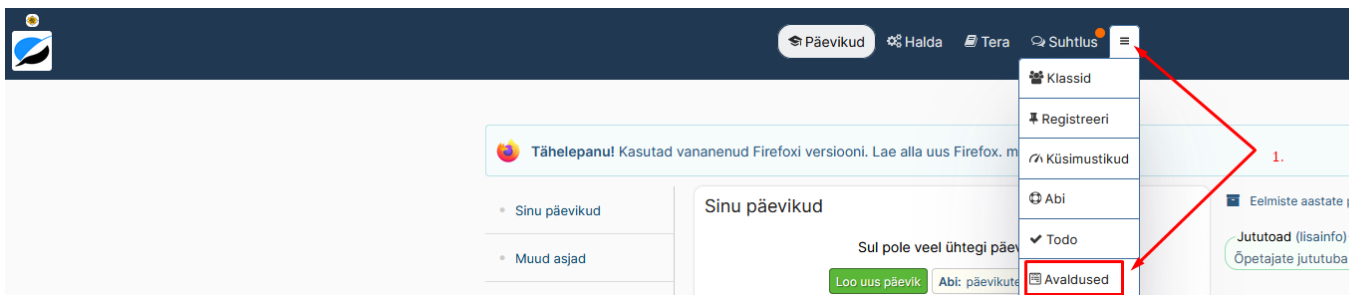 Päevikud Halda Tera Suhtlus
Klassid
Registreeri
Tähelepanu! Kasutad vananenud Firefoxi versiooni. Lae alla uus Firefox.
Küsimustikud
1.
Sinu päevikud
Sinu päevikud
Abi
Eelmiste aastate
Sul pole veel ühtegi
Todo
Jututoad (lisainfo)
Muud asjad
Õpetajate jututuba
Loo uus päevik
Abi:
Avaldused